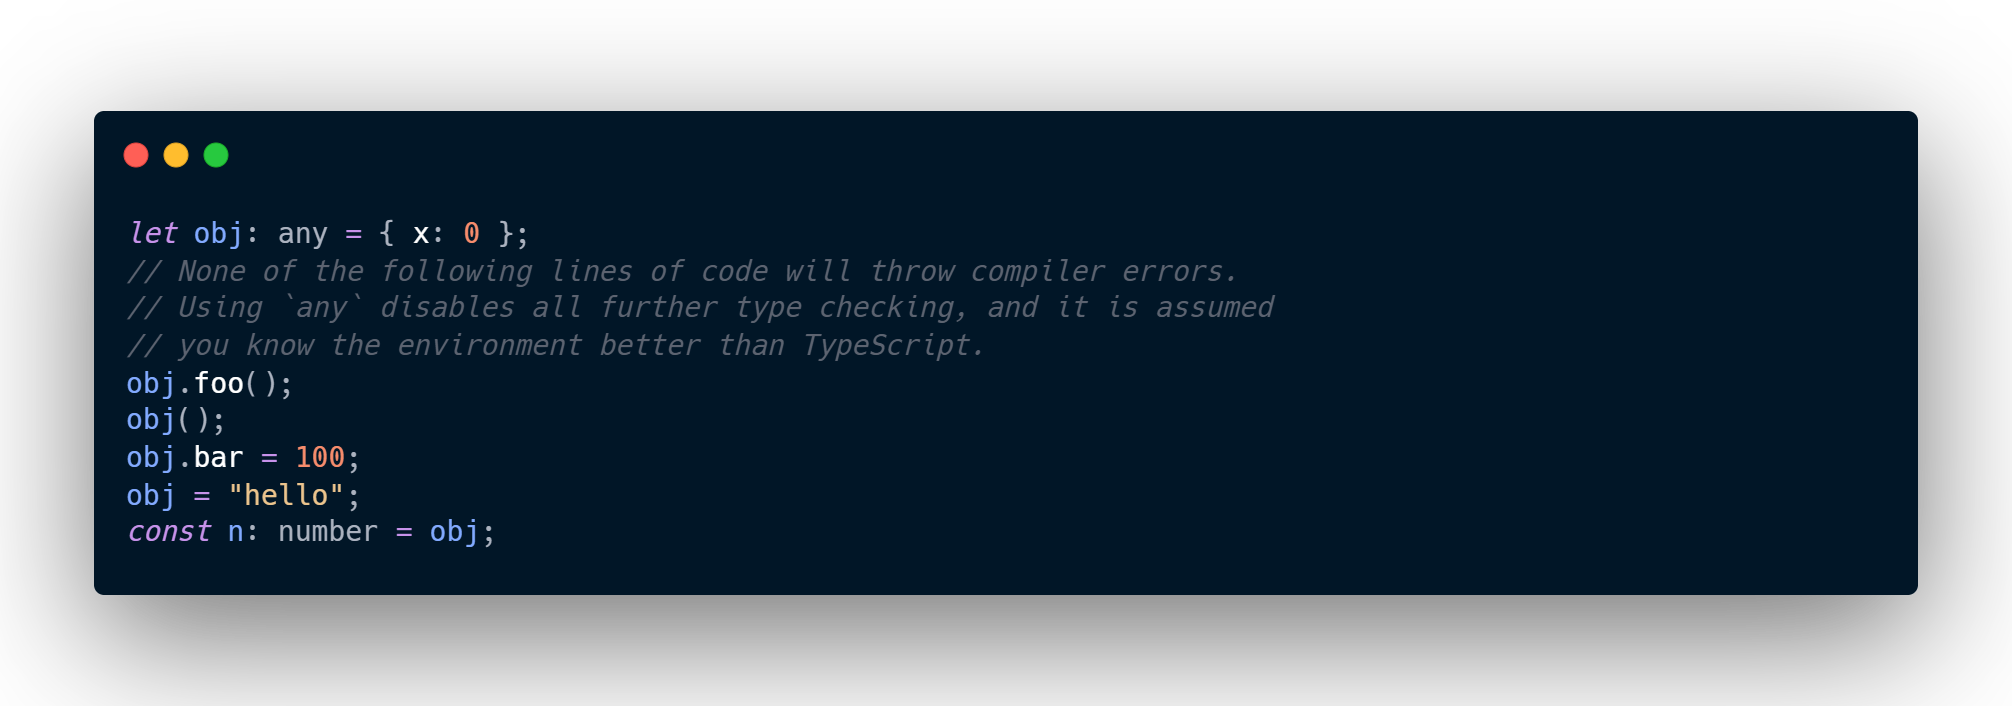 let obj: any = { x: 0 };
// None of the following lines of code will throw compiler errors.
// Using `any` disables all further type checking, and it is assumed
// you know the environment better than TypeScript.
obj.foo();
obj();
obj.bar = 100;
obj = "hello";
const n: number = obj;